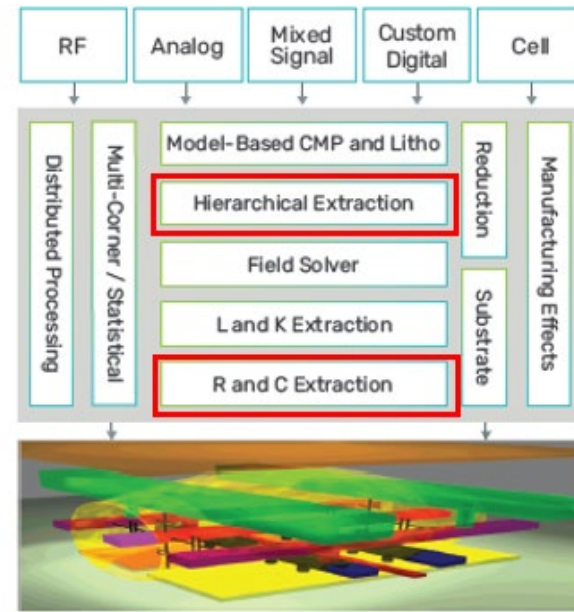 RF
Analog
Mixed
Signal
Custom
Digital
Cell
Distributed Processing
Multi-Corner / Statistical
Model-Based CMP and Litho
Hierarchical Extraction
Field Solver
L and K Extraction
R and C Extraction
Reduction
Substrate
Manufacturing Effects